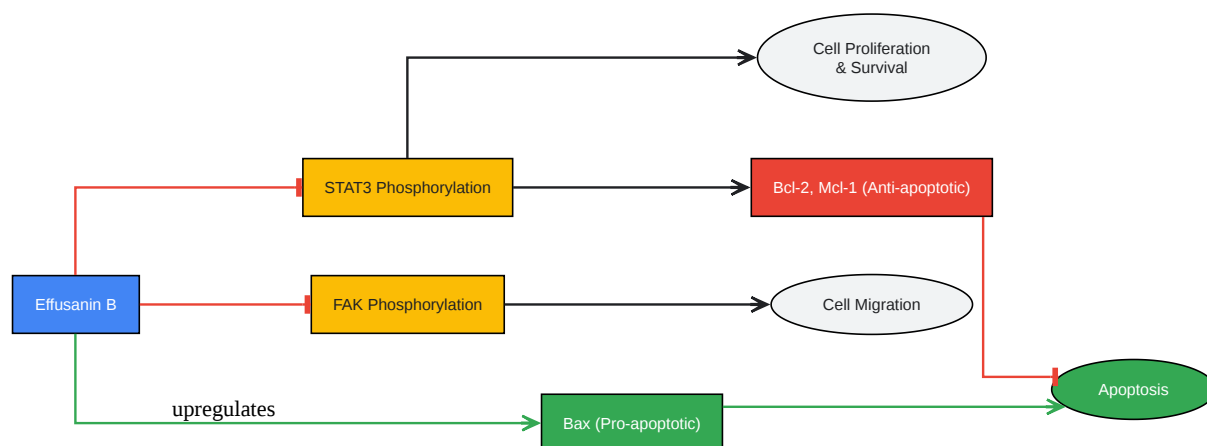 Cell Proliferation
& Survival
STAT3 Phosphorylation
Bcl-2, Mcl-1 (Anti-apoptotic)
Effusanin B
FAK Phosphorylation
Cell Migration
Apoptosis
upregulates
Bax (Pro-apoptotic)